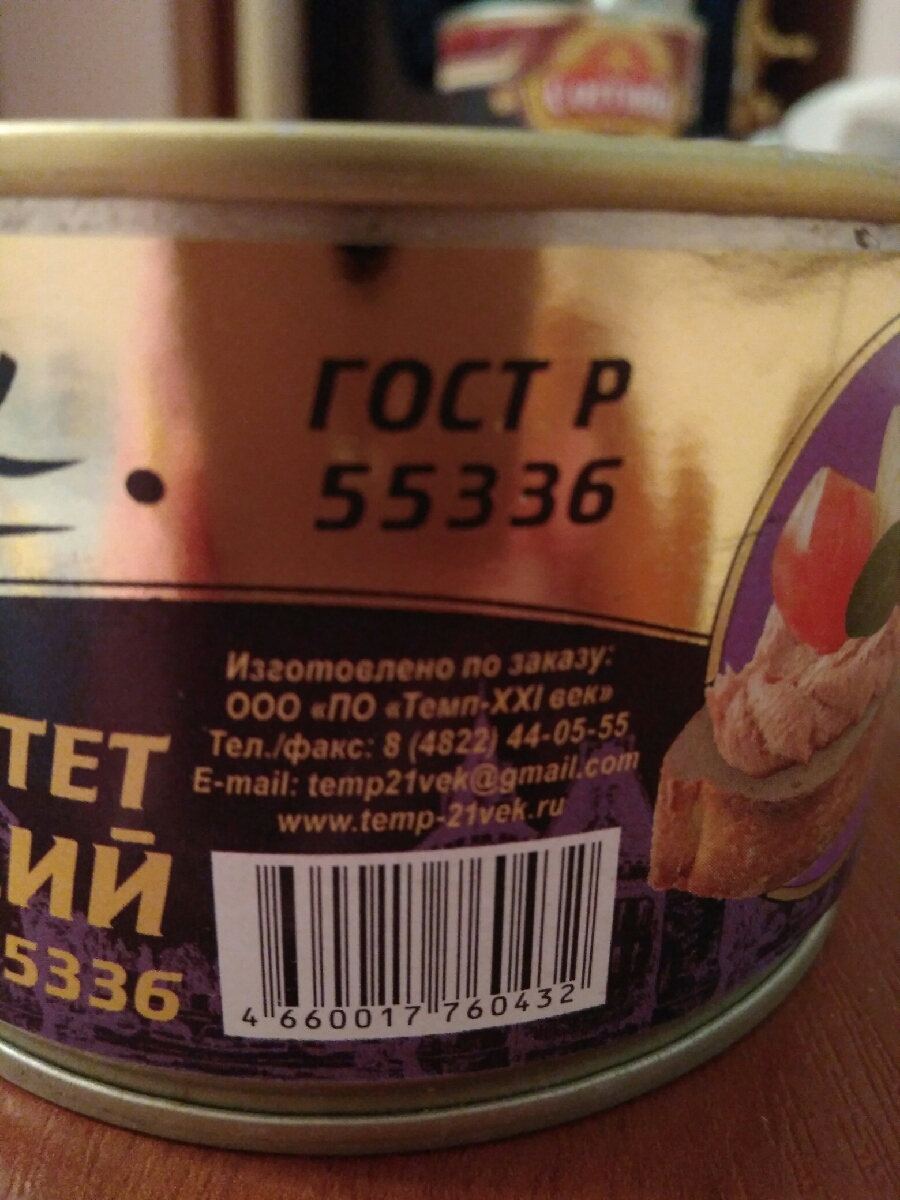 ГОСТ Р
55336
Изготовлено по заказу:
ООО «ПО «Темп-XXI век»
Тел./факс: 8 (4822) 44-05-55
E-mail: temp21vek@gmail.com
www.temp-21vek.ru
ТЕТ
ИЙ
5336
4 660017 760432